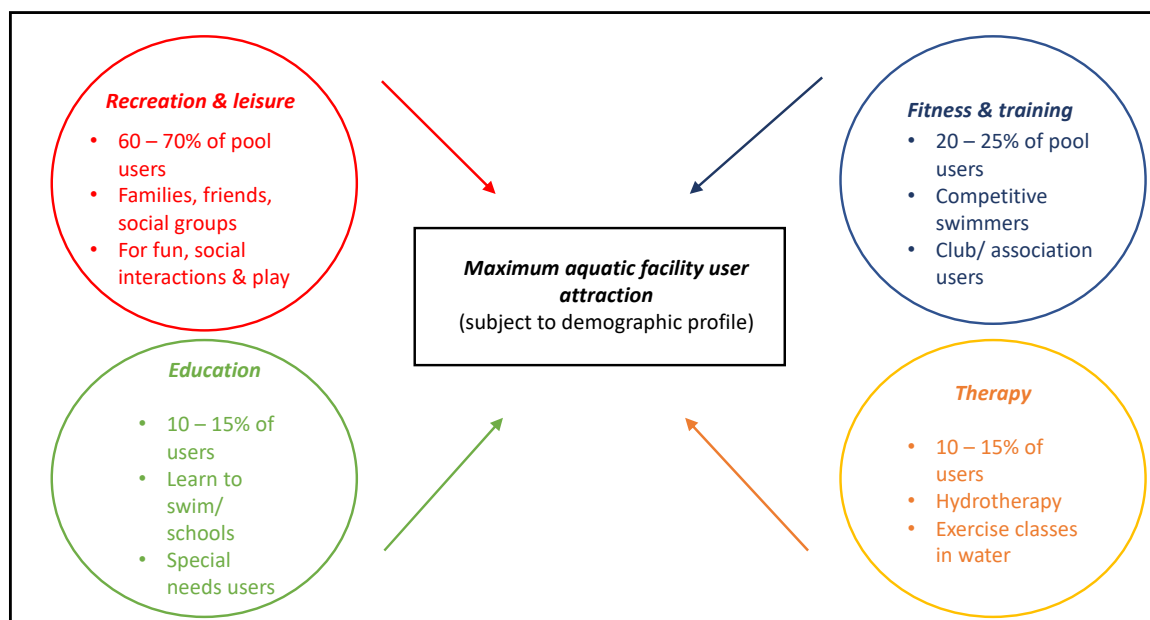 Recreation & leisure
• 60 – 70% of pool
users
• Families, friends,
social groups
• For fun, social
interactions & play
Fitness & training
• 20 – 25% of pool
users
• Competitive
swimmers
• Club/ association
users
Maximum aquatic facility user
attraction
(subject to demographic profile)
Education
• 10 – 15% of
users
• Learn to
swim/
schools
• Special
needs users
Therapy
• 10 – 15% of
users
• Hydrotherapy
• Exercise classes
in water